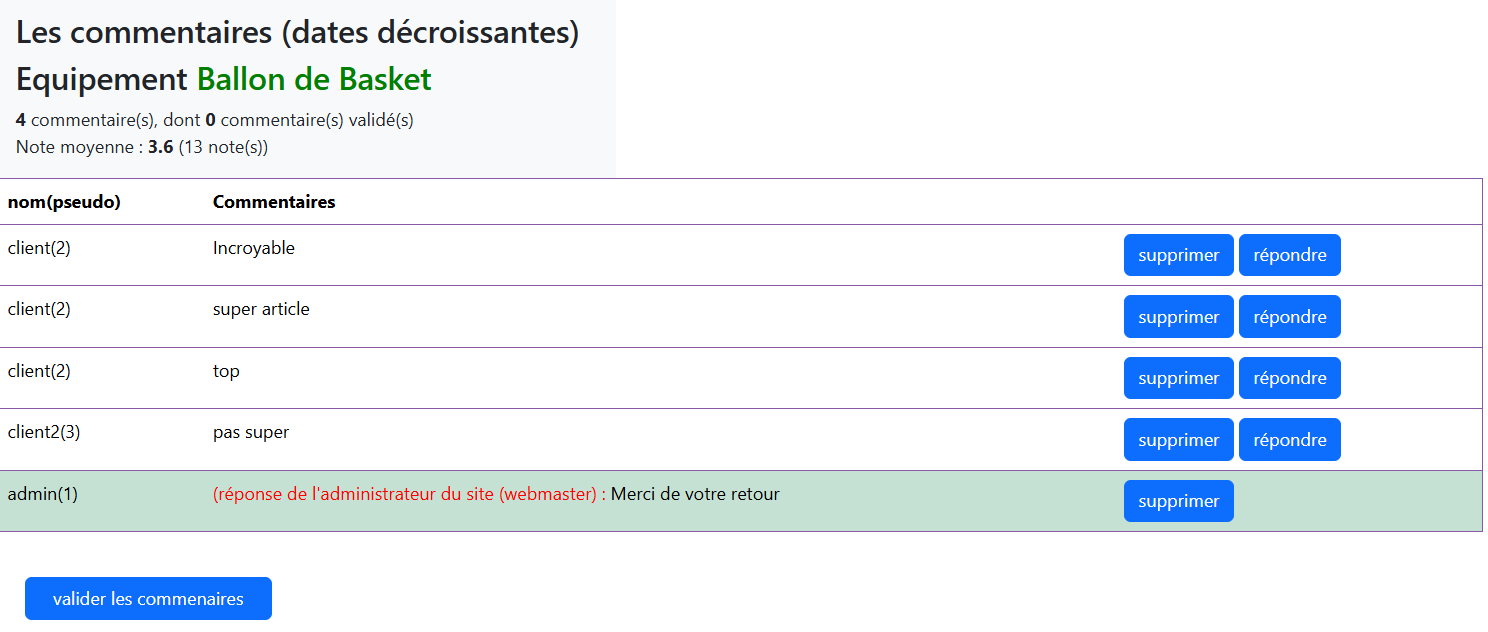 Les commentaires (dates décroissantes)
Equipement Ballon de Basket
4 commentaire(s), dont 0 commentaire(s) validé(s)
Note moyenne : 3.6 (13 note(s))
nom(pseudo) Commentaires
client(2) Incroyable supprimer répondre
client(2) super article supprimer répondre
client(2) top supprimer répondre
client2(3) pas super supprimer répondre
admin(1) (réponse de l'administrateur du site (webmaster) : Merci de votre retour supprimer
valider les commenaires